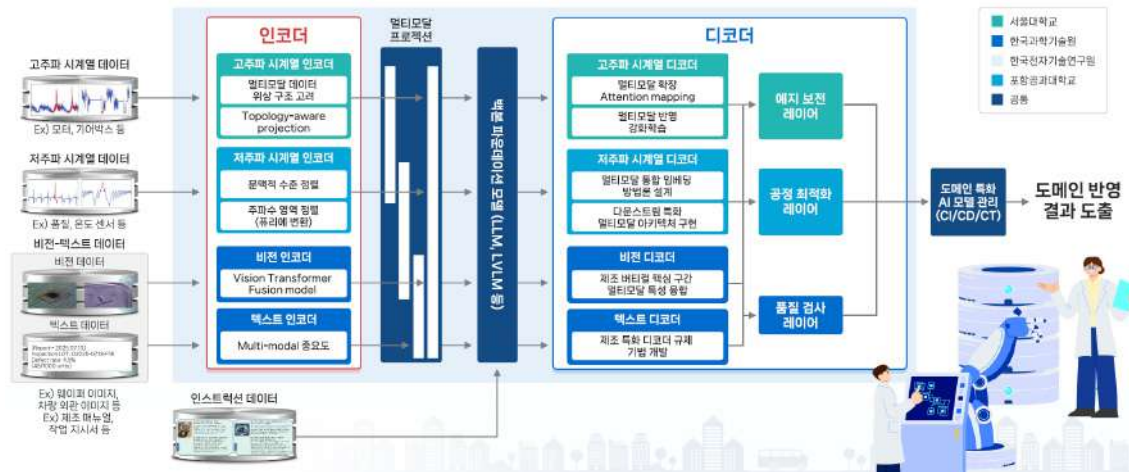 고주파 시계열 데이터
Ex) 모터, 기어박스 등
저주파 시계열 데이터
Ex) 품질, 온도 센서 등
비전-텍스트 데이터
비전 데이터
텍스트 데이터
Ex) 웨이퍼 이미지,
차량 외관 이미지 등
Ex) 제조 매뉴얼,
작업 지시서 등
인코더
고주파 시계열 인코더
멀티모달 데이터
위상 구조 고려
Topology-aware
projection
저주파 시계열 인코더
문맥적 수준 정렬
주파수 영역 정렬
(퓨리에 변환)
비전 인코더
Vision Transformer
Fusion model
텍스트 인코더
Multi-modal 중요도
인스트럭션 데이터
멀티모달
프로젝션
백본 파운데이션 모델 (LLM, LVLM 등)
디코더
고주파 시계열 디코더
멀티모달 확장
Attention mapping
멀티모달 반영
강화학습
저주파 시계열 디코더
멀티모달 통합 임베딩
방법론 설계
다운스트림 특화
멀티모달 아키텍처 구현
비전 디코더
제조 버티컬 핵심 구간
멀티모달 특성 융합
텍스트 디코더
제조 특화 디코더 규제
기법 개발
예지 보전
레이어
공정 최적화
레이어
품질 검사
레이어
서울대학교
한국과학기술원
한국전자기술연구원
포항공과대학교
공통
도메인 특화
AI 모델 관리
(CI/CD/CT)
도메인 반영
결과 도출